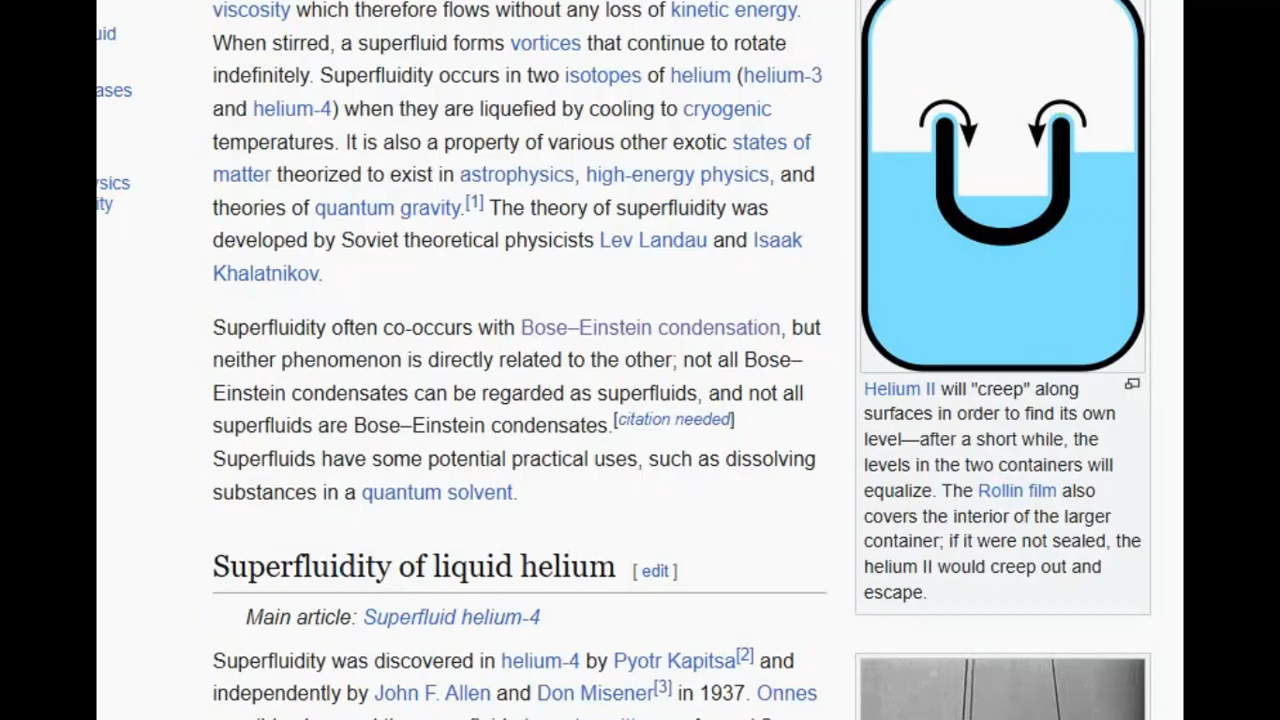 uid
ases
ysics
ity
viscosity which therefore flows without any loss of kinetic energy.
When stirred, a superfluid forms vortices that continue to rotate
indefinitely. Superfluidity occurs in two isotopes of helium (helium-3
and helium-4) when they are liquefied by cooling to cryogenic
temperatures. It is also a property of various other exotic states of
matter theorized to exist in astrophysics, high-energy physics, and
theories of quantum gravity.[1] The theory of superfluidity was
developed by Soviet theoretical physicists Lev Landau and Isaak
Khalatnikov.
Superfluidity often co-occurs with Bose–Einstein condensation, but
neither phenomenon is directly related to the other; not all Bose–
Einstein condensates can be regarded as superfluids, and not all
superfluids are Bose–Einstein condensates.[citation needed]
Superfluids have some potential practical uses, such as dissolving
substances in a quantum solvent.
Superfluidity of liquid helium [ edit ]
Main article: Superfluid helium-4
Superfluidity was discovered in helium-4 by Pyotr Kapitsa[2] and
independently by John F. Allen and Don Misener[3] in 1937. Onnes
Helium II will "creep" along
surfaces in order to find its own
level—after a short while, the
levels in the two containers will
equalize. The Rollin film also
covers the interior of the larger
container; if it were not sealed, the
helium II would creep out and
escape.